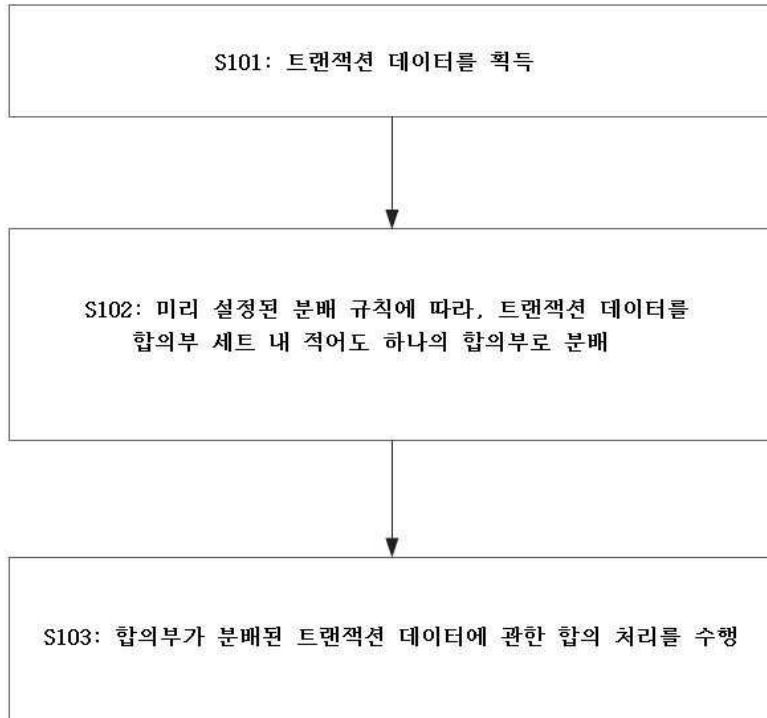 S101: 트랜잭션 데이터를 획득
S102: 미리 설정된 분배 규칙에 따라, 트랜잭션 데이터를
합의부 세트 내 적어도 하나의 합의부로 분배
S103: 합의부가 분배된 트랜잭션 데이터에 관한 합의 처리를 수행